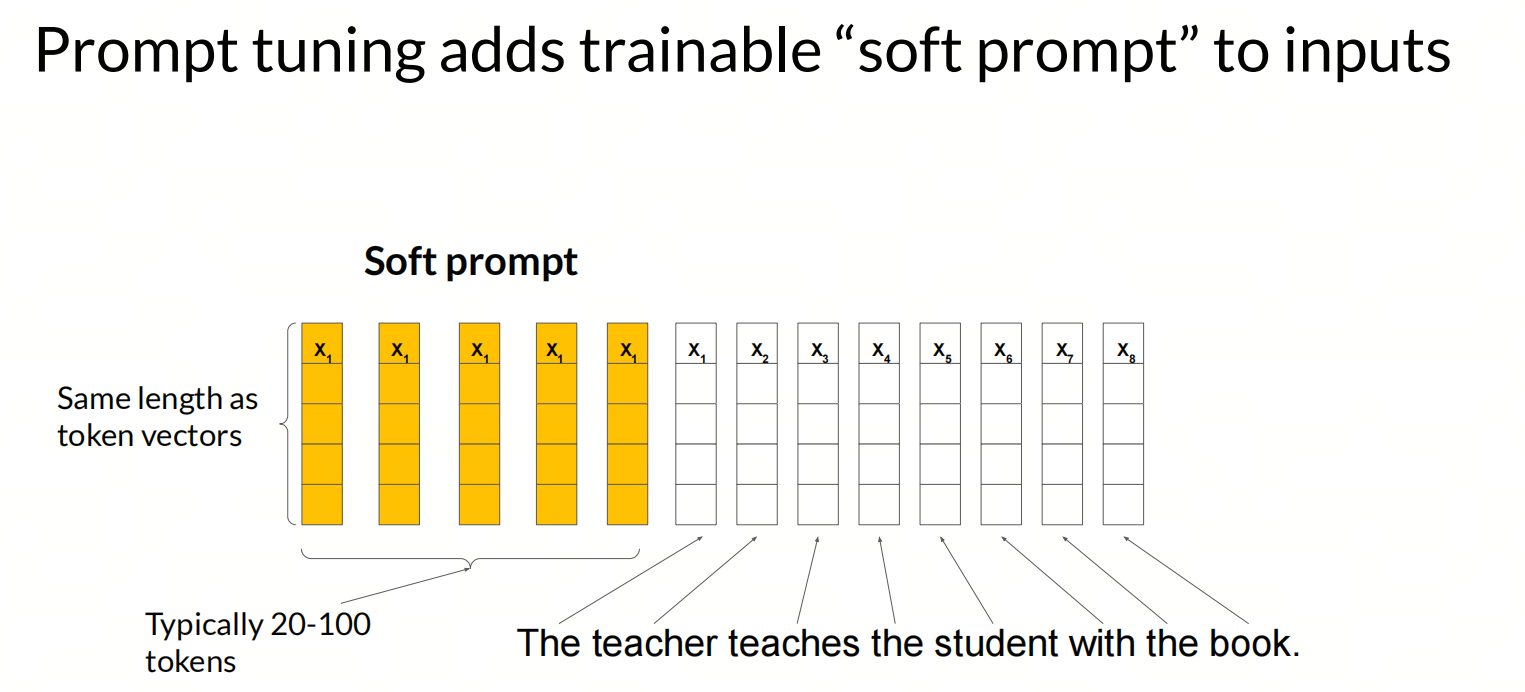 Prompt tuning adds trainable “soft prompt” to inputs
Soft prompt
x₁ x₁ x₁ x₁ x₁ x₁ x₂ x₃ x₄ x₅ x₆ x₇ x₈
Same length as
token vectors
Typically 20-100
tokens
The teacher teaches the student with the book.